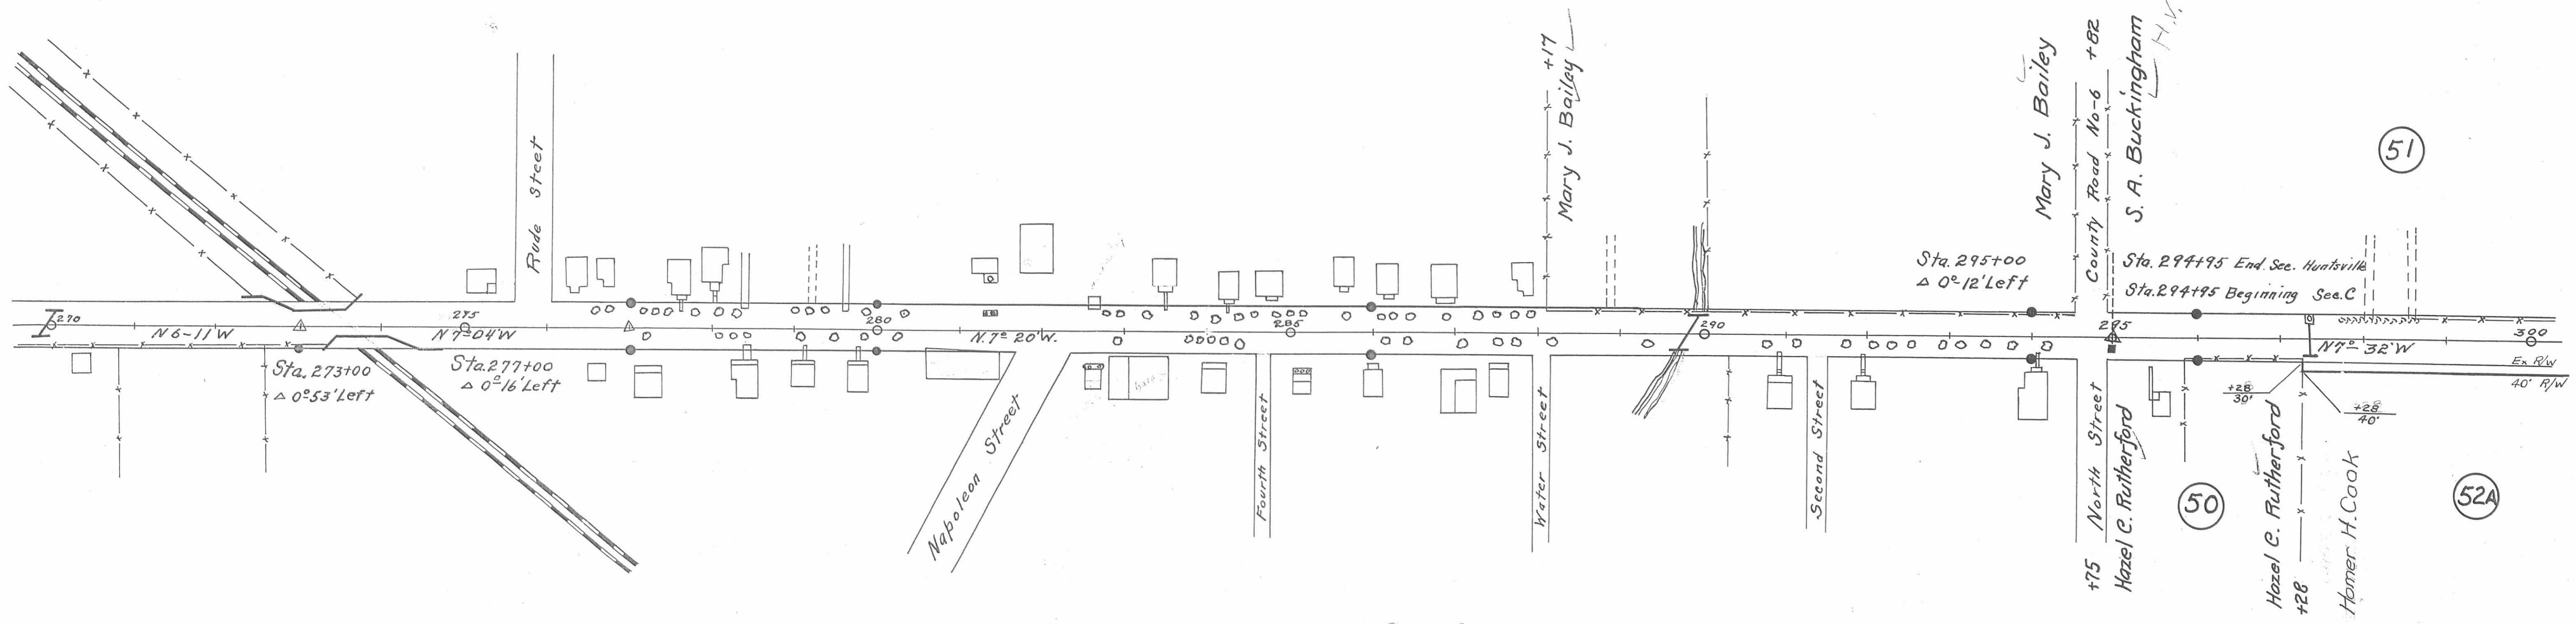 270
N 6-11'W
Sta. 273+00
Δ 0°53' Left
275
N 7°-04'W
Sta. 277+00
Δ 0°-16' Left
Rude Steet
280
N. 7° 20' W.
Napoleon Street
Fourth Street
285
Water Street
+17
Mary J. Bailey
290
Second Street
Sta. 295+00
Δ 0°-12' Left
Mary J. Bailey
County Road No-6 +82
S. A. Buckingham
H.V.
Sta. 294+95 End. Sec. Huntsville
Sta. 294+95 Beginning Sec. C
295
+75 North Street
Hazel C. Rutherford
50
51
N 7°-32'W
300
Ex R/W
40' R/W
+28
30'
+28
40'
Hazel C. Rutherford
+28
Homer H. Cook
52A